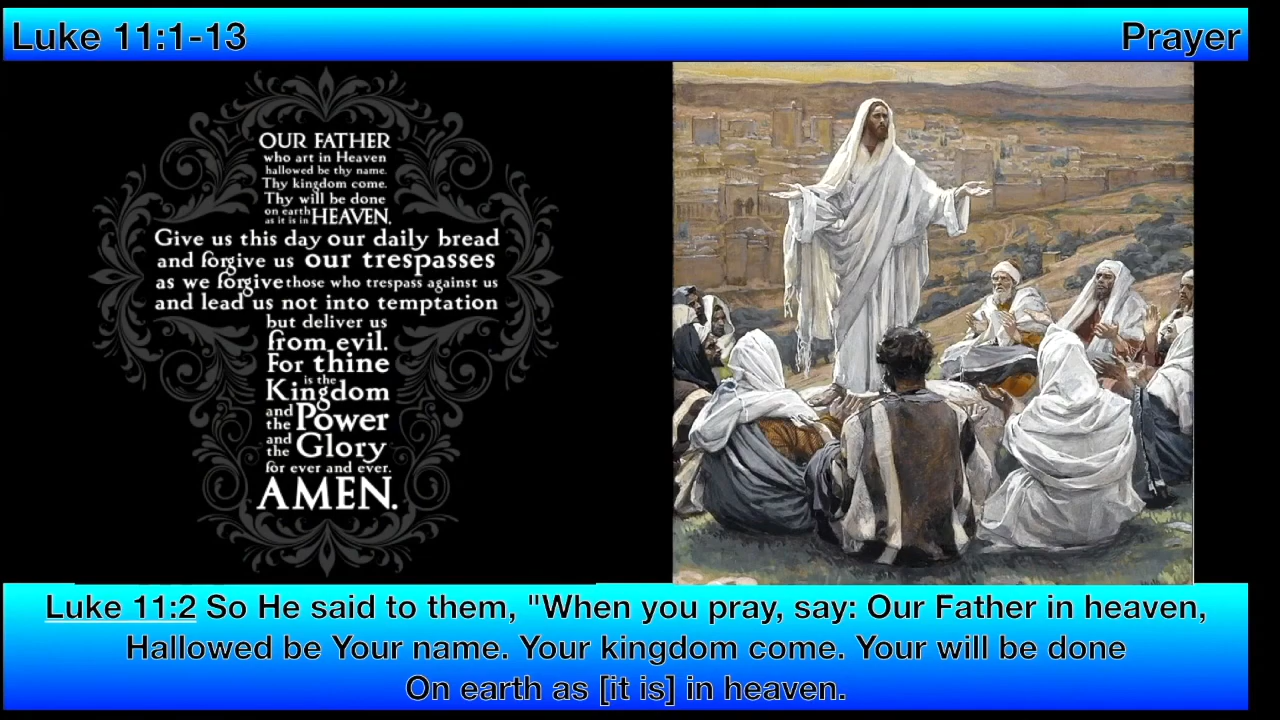 Luke 11:1-13
Prayer
OUR FATHER
who art in Heaven
hallowed be thy name.
Thy kingdom come.
Thy will be done
on earth
as it is in HEAVEN.
Give us this day our daily bread
and forgive us our trespasses
as we forgive those who trespass against us
and lead us not into temptation
but deliver us
from evil.
For thine
is the
Kingdom
and
the Power
and
the Glory
for ever and ever.
AMEN.
Luke 11:2 So He said to them, "When you pray, say: Our Father in heaven,
Hallowed be Your name. Your kingdom come. Your will be done
On earth as [it is] in heaven.